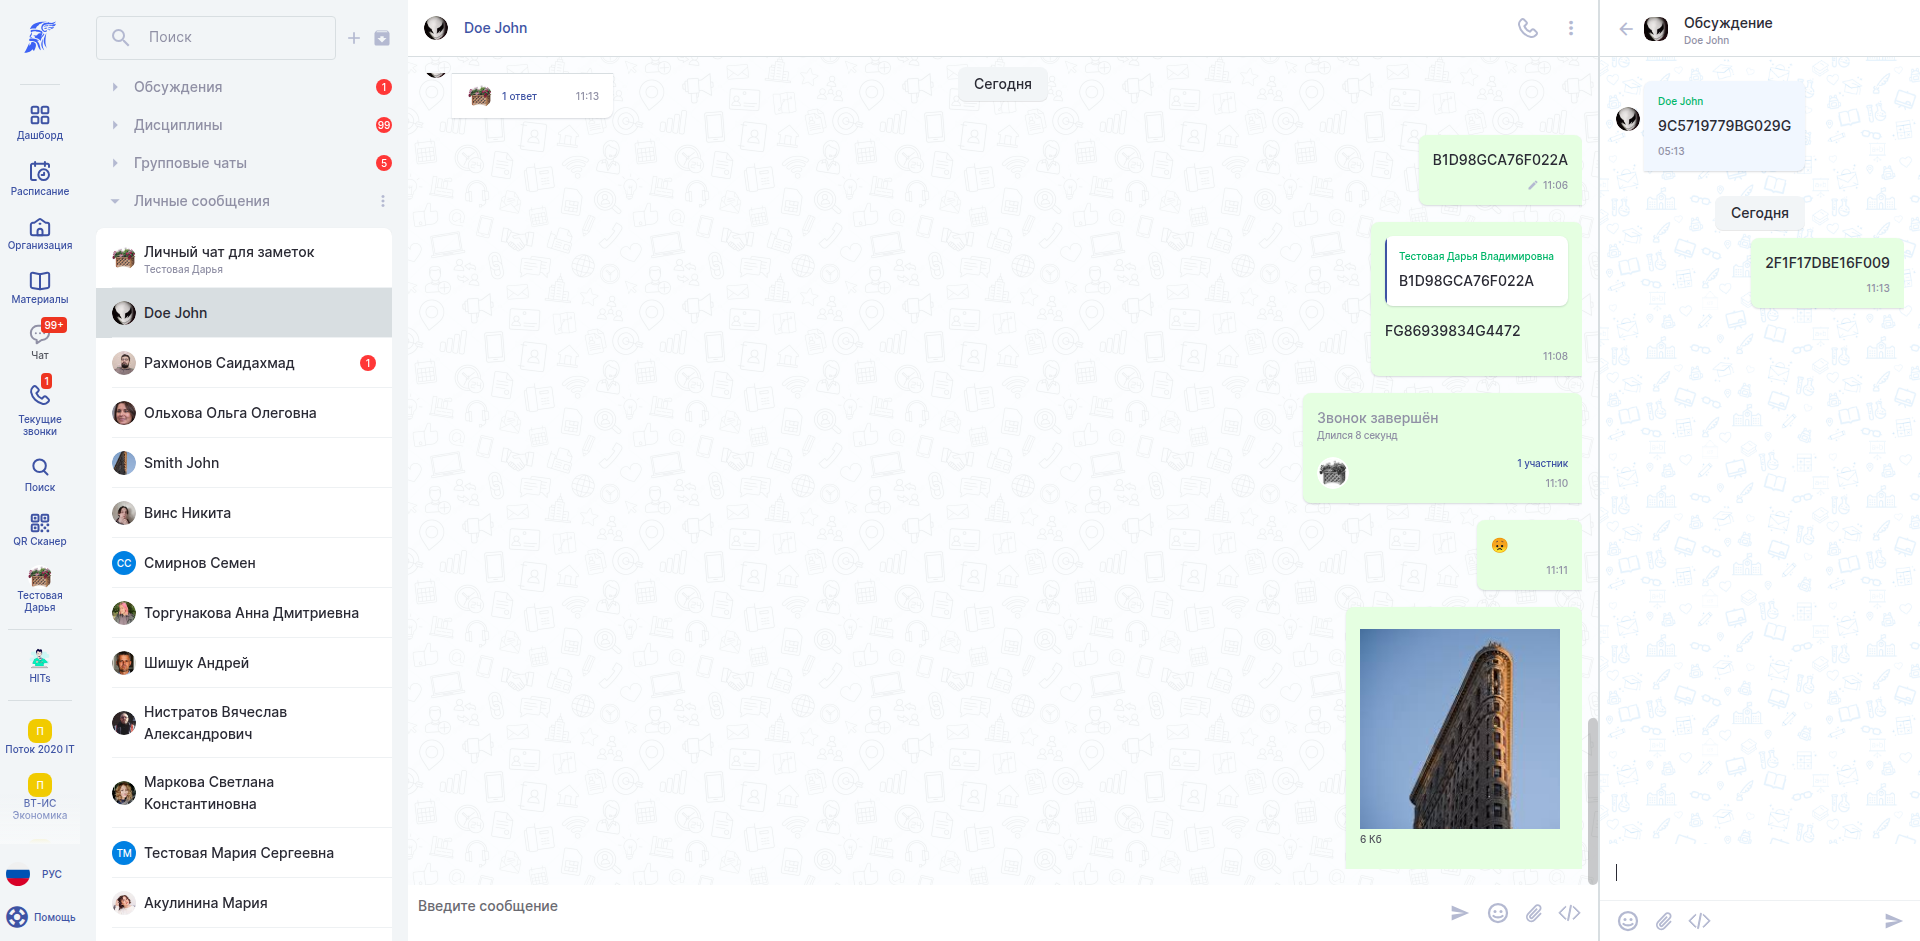 Дашборд
Расписание
Организация
Материалы
99+
Чат
1
Текущие
звонки
Поиск
QR Сканер
Тестовая
Дарья
HITs
П
Поток 2020 IT
П
ВТ-ИС
Экономика
РУС
Помощь
Поиск
Обсуждения
1
Дисциплины
99
Групповые чаты
5
Личные сообщения
Личный чат для заметок
Тестовая Дарья
Doe John
Рахмонов Саидахмад
1
Ольхова Ольга Олеговна
Smith John
Винс Никита
СС
Смирнов Семен
Торгунакова Анна Дмитриевна
Шишук Андрей
Нистратов Вячеслав
Александрович
Маркова Светлана
Константиновна
ТМ
Тестовая Мария Сергеевна
Акулинина Мария
Doe John
1 ответ
11:13
Сегодня
B1D98GCA76F022A
11:06
Тестовая Дарья Владимировна
B1D98GCA76F022A
FG86939834G4472
11:08
Звонок завершён
Длился 8 секунд
1 участник
11:10
11:11
6 Кб
Введите сообщение
Обсуждение
Doe John
Doe John
9C5719779BG029G
05:13
Сегодня
2F1F17DBE16F009
11:13